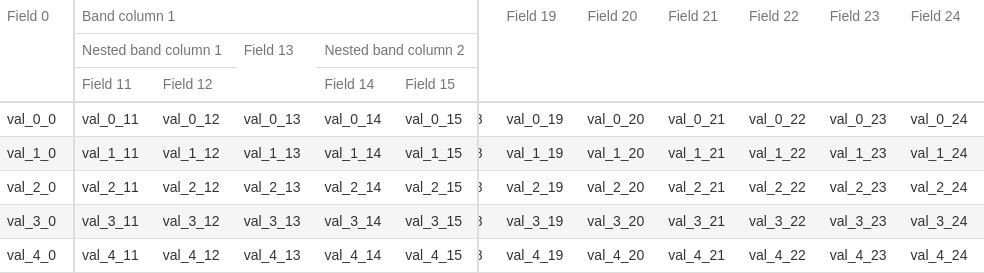 Field 0 Band column 1 Field 19 Field 20 Field 21 Field 22 Field 23 Field 24
Nested band column 1 Field 13 Nested band column 2
Field 11 Field 12 Field 14 Field 15
val_0_0 val_0_11 val_0_12 val_0_13 val_0_14 val_0_15 val_0_19 val_0_20 val_0_21 val_0_22 val_0_23 val_0_24
val_1_0 val_1_11 val_1_12 val_1_13 val_1_14 val_1_15 val_1_19 val_1_20 val_1_21 val_1_22 val_1_23 val_1_24
val_2_0 val_2_11 val_2_12 val_2_13 val_2_14 val_2_15 val_2_19 val_2_20 val_2_21 val_2_22 val_2_23 val_2_24
val_3_0 val_3_11 val_3_12 val_3_13 val_3_14 val_3_15 val_3_19 val_3_20 val_3_21 val_3_22 val_3_23 val_3_24
val_4_0 val_4_11 val_4_12 val_4_13 val_4_14 val_4_15 val_4_19 val_4_20 val_4_21 val_4_22 val_4_23 val_4_24